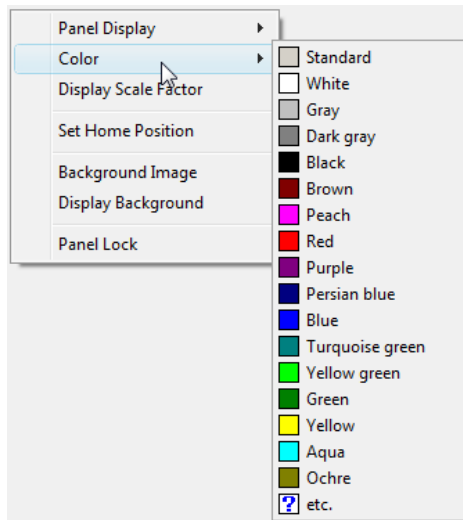 Panel Display
Color
Display Scale Factor
Set Home Position
Background Image
Display Background
Panel Lock
Standard
White
Gray
Dark gray
Black
Brown
Peach
Red
Purple
Persian blue
Blue
Turquoise green
Yellow green
Green
Yellow
Aqua
Ochre
? etc.